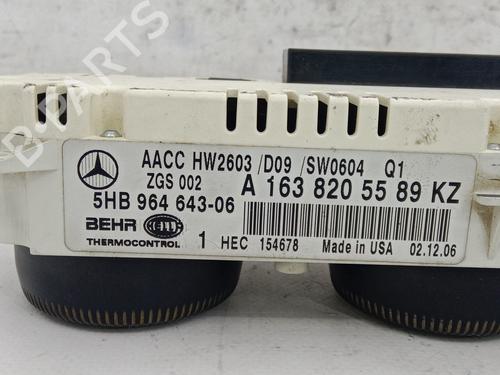 AACC HW2603 /D09 /SW0604 Q1
ZGS 002 A 163 820 55 89 KZ
5HB 964 643-06
BEHR
THERMOCONTROL 1 HEC 154678 Made in USA 02.12.06
B-PARTS